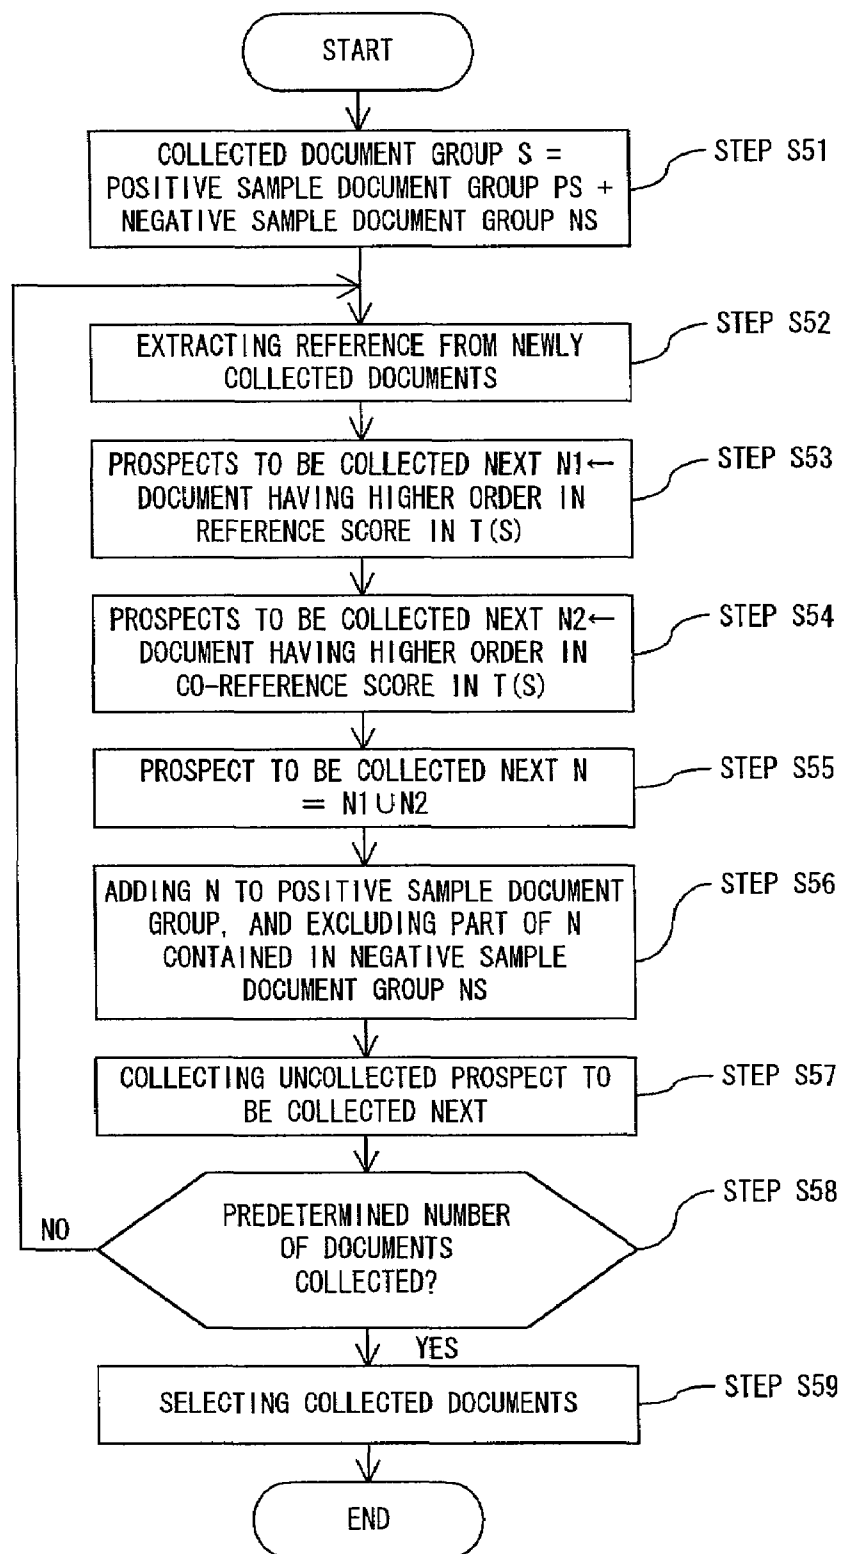 START
COLLECTED DOCUMENT GROUP S =
POSITIVE SAMPLE DOCUMENT GROUP PS +
NEGATIVE SAMPLE DOCUMENT GROUP NS
STEP S51
EXTRACTING REFERENCE FROM NEWLY
COLLECTED DOCUMENTS
STEP S52
PROSPECTS TO BE COLLECTED NEXT N1←
DOCUMENT HAVING HIGHER ORDER IN
REFERENCE SCORE IN T(S)
STEP S53
PROSPECTS TO BE COLLECTED NEXT N2←
DOCUMENT HAVING HIGHER ORDER IN
CO-REFERENCE SCORE IN T(S)
STEP S54
PROSPECT TO BE COLLECTED NEXT N
= N1∪N2
STEP S55
ADDING N TO POSITIVE SAMPLE DOCUMENT
GROUP, AND EXCLUDING PART OF N
CONTAINED IN NEGATIVE SAMPLE
DOCUMENT GROUP NS
STEP S56
COLLECTING UNCOLLECTED PROSPECT TO
BE COLLECTED NEXT
STEP S57
PREDETERMINED NUMBER
OF DOCUMENTS
COLLECTED?
STEP S58
NO
YES
SELECTING COLLECTED DOCUMENTS
STEP S59
END